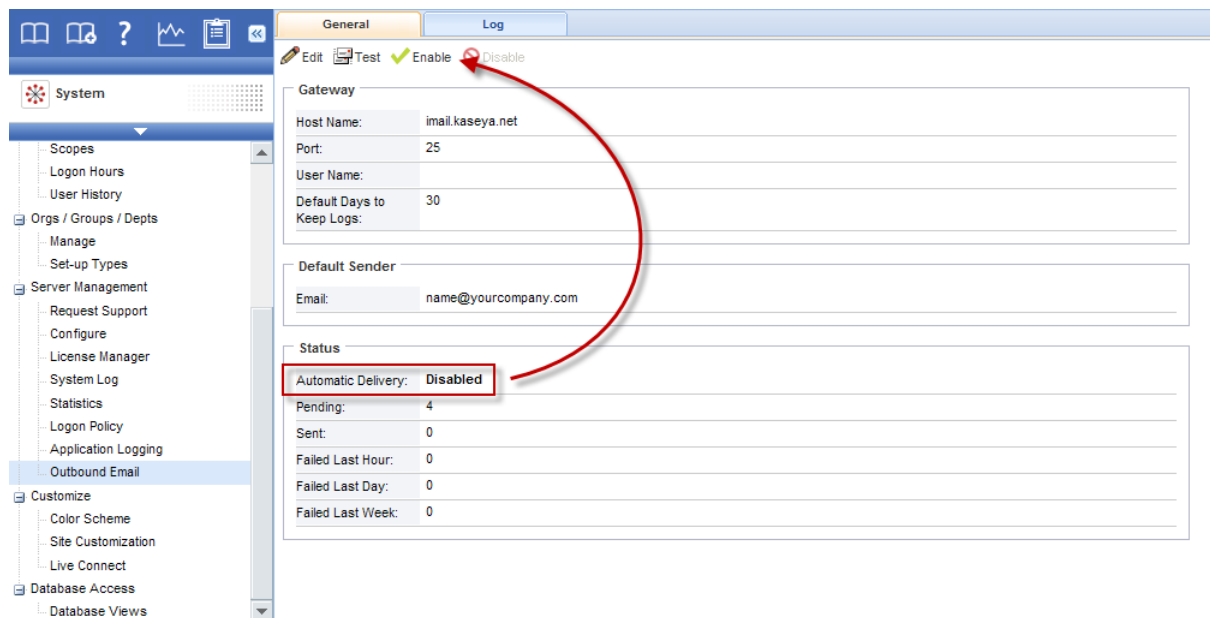 General
Log
Edit Test Enable Disable
System
Scopes
Logon Hours
User History
Orgs / Groups / Depts
Manage
Set-up Types
Server Management
Request Support
Configure
License Manager
System Log
Statistics
Logon Policy
Application Logging
Outbound Email
Customize
Color Scheme
Site Customization
Live Connect
Database Access
Database Views
Gateway
Host Name: imail.kaseya.net
Port: 25
User Name:
Default Days to 30
Keep Logs:
Default Sender
Email: name@yourcompany.com
Status
Automatic Delivery: Disabled
Pending: 4
Sent: 0
Failed Last Hour: 0
Failed Last Day: 0
Failed Last Week: 0